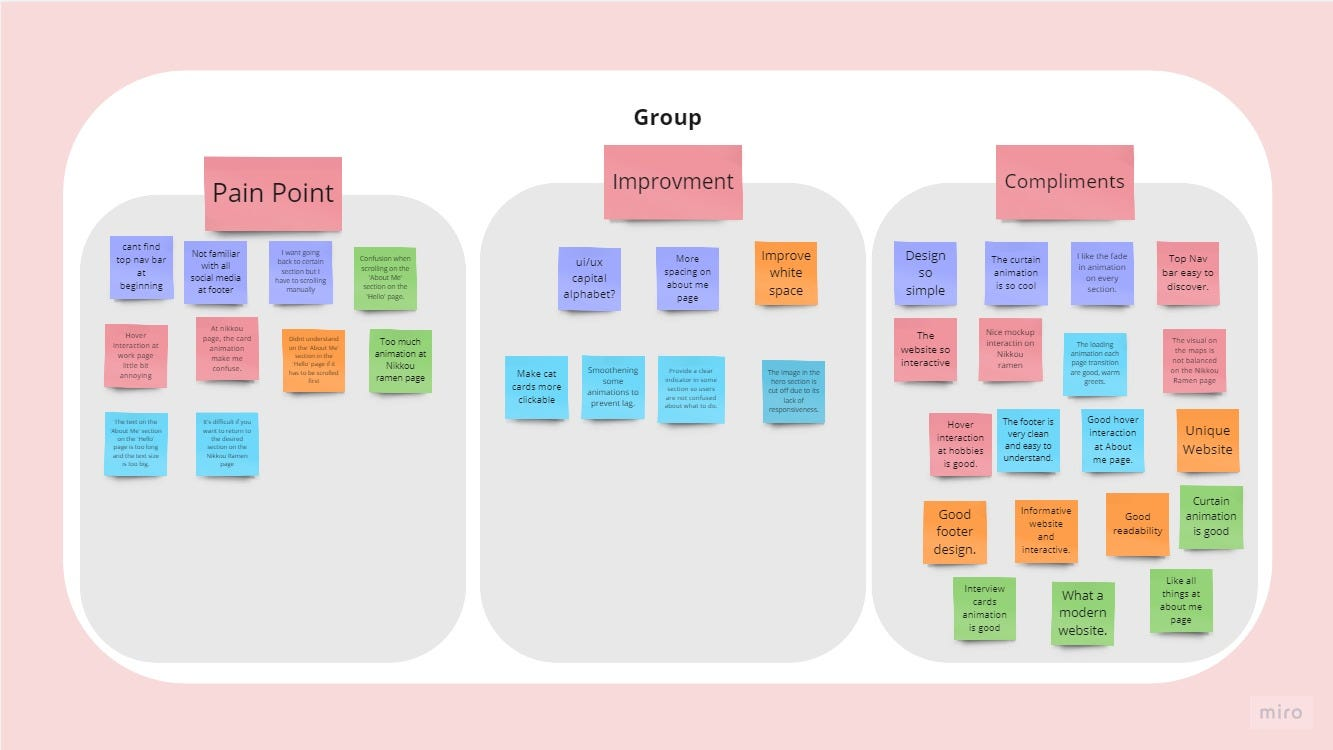 Group
Pain Point
cant find
top nav bar
at
beginning
Not familiar
with all
social media
at footer
I want going
back to certain
section but I
have to scrolling
manually
Confusion when
scrolling on the
'About Me'
section on the
'Hello' page.
Hover
interaction at
work page
little bit
annoying
At nikkou
page, the card
animation
make me
confuse.
Didnt understand
on the 'About Me'
section in the
'Hello' page if it
has to be scrolled
first
Too much
animation at
Nikkou
ramen page
The text on the
'About Me' section
on the 'Hello'
page is too long
and the text size
is too big.
It's difficult if you
want to return to
the desired
section on the
Nikkou Ramen
page
Improvment
ui/ux
capital
alphabet?
More
spacing on
about me
page
Improve
white
space
Make cat
cards more
clickable
Smoothening
some
animations to
prevent lag.
Provide a clear
indicator in some
section so users
are not confused
about what to do.
The image in the
hero section is
cut off due to its
lack of
responsiveness.
Compliments
Design
so
simple
The curtain
animation
is so cool
I like the fade
in animation
on every
section.
Top Nav
bar easy to
discover.
The
website so
interactive
Nice mockup
interactin on
Nikkou
ramen
The loading
animation each
page transition
are good, warm
greets.
The visual on
the maps is
not balanced
on the Nikkou
Ramen page
Hover
interaction
at hobbies
is good.
The footer is
very clean
and easy to
understand.
Good hover
interaction
at About
me page.
Unique
Website
Good
footer
design.
Informative
website
and
interactive.
Good
readability
Curtain
animation
is good
Interview
cards
animation
is good
What a
modern
website.
Like all
things at
about me
page
miro